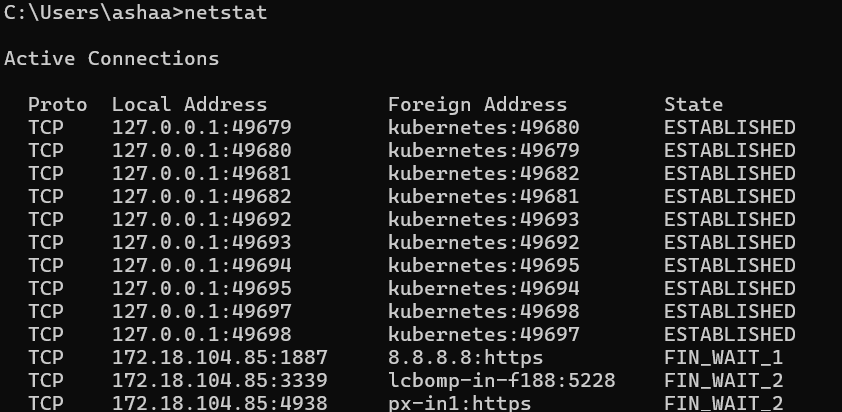 C:\Users\ashaa>netstat
Active Connections
Proto Local Address Foreign Address State
TCP 127.0.0.1:49679 kubernetes:49680 ESTABLISHED
TCP 127.0.0.1:49680 kubernetes:49679 ESTABLISHED
TCP 127.0.0.1:49681 kubernetes:49682 ESTABLISHED
TCP 127.0.0.1:49682 kubernetes:49681 ESTABLISHED
TCP 127.0.0.1:49692 kubernetes:49693 ESTABLISHED
TCP 127.0.0.1:49693 kubernetes:49692 ESTABLISHED
TCP 127.0.0.1:49694 kubernetes:49695 ESTABLISHED
TCP 127.0.0.1:49695 kubernetes:49694 ESTABLISHED
TCP 127.0.0.1:49697 kubernetes:49698 ESTABLISHED
TCP 127.0.0.1:49698 kubernetes:49697 ESTABLISHED
TCP 172.18.104.85:1887 8.8.8.8:https FIN_WAIT_1
TCP 172.18.104.85:3339 lcbomp-in-f188:5228 FIN_WAIT_2
TCP 172.18.104.85:4938 px-in1:https FIN_WAIT_2